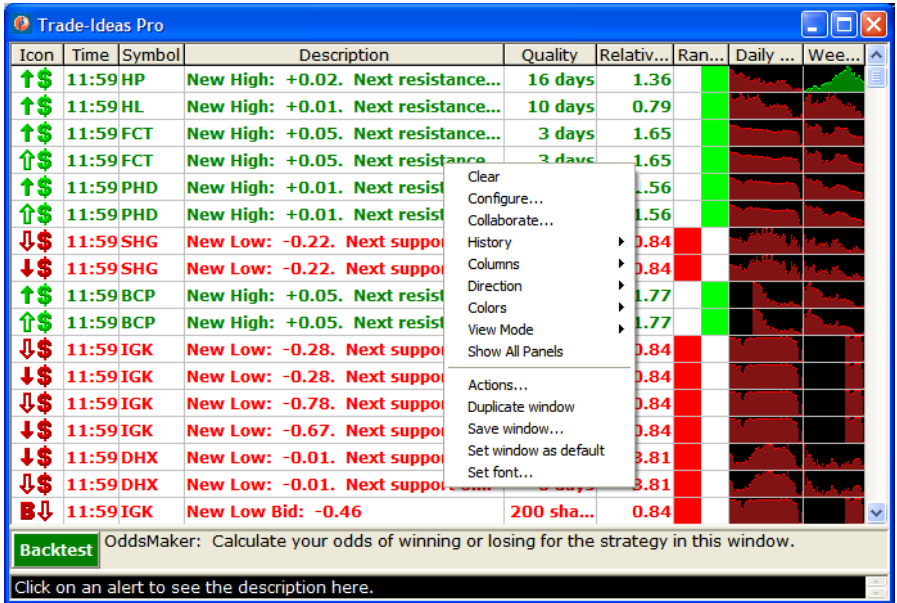 Trade-Ideas Pro
Icon Time Symbol Description Quality Relativ... Ran... Daily ... Wee...
$ 11:59 HP New High: +0.02. Next resistance... 16 days 1.36
$ 11:59 HL New High: +0.01. Next resistance... 10 days 0.79
$ 11:59 FCT New High: +0.05. Next resistance... 3 days 1.65
$ 11:59 FCT New High: +0.05. Next resistance 3 days 1.65
$ 11:59 PHD New High: +0.01. Next resist .56
$ 11:59 PHD New High: +0.01. Next resist 1.56
$ 11:59 SHG New Low: -0.22. Next suppo 0.84
$ 11:59 SHG New Low: -0.22. Next suppo 0.84
$ 11:59 BCP New High: +0.05. Next resist 1.77
$ 11:59 BCP New High: +0.05. Next resist 1.77
$ 11:59 IGK New Low: -0.28. Next suppo 0.84
$ 11:59 IGK New Low: -0.28. Next suppo 0.84
$ 11:59 IGK New Low: -0.78. Next suppo 0.84
$ 11:59 IGK New Low: -0.67. Next suppo 0.84
$ 11:59 DHX New Low: -0.01. Next suppo 3.81
$ 11:59 DHX New Low: -0.01. Next support 3.81
B 11:59 IGK New Low Bid: -0.46 200 sha... 0.84
Clear
Configure...
Collaborate...
History
Columns
Direction
Colors
View Mode
Show All Panels
Actions...
Duplicate window
Save window...
Set window as default
Set font...
Backtest OddsMaker: Calculate your odds of winning or losing for the strategy in this window.
Click on an alert to see the description here.